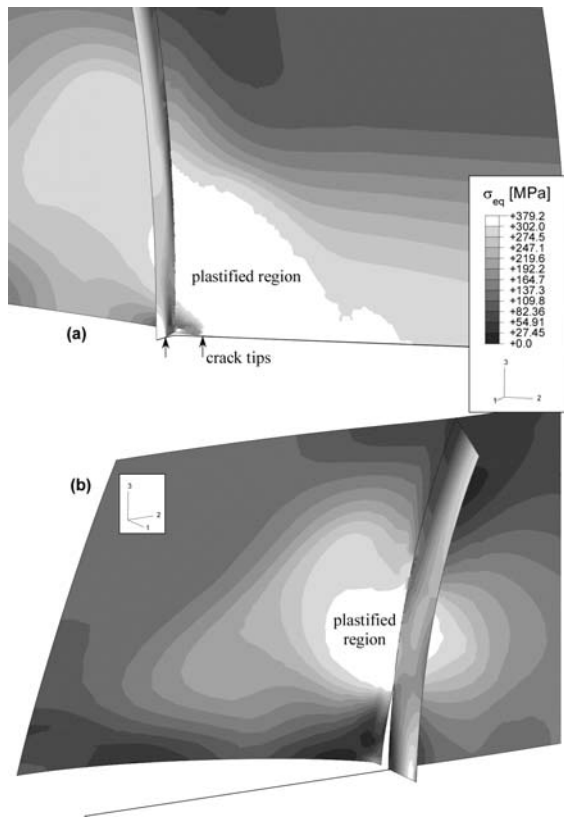 σeq [MPa]
+379.2
+302.0
+274.5
+247.1
+219.6
+192.2
+164.7
+137.3
+109.8
+82.36
+54.91
+27.45
+0.0
plastified region
(a)
crack tips
3
1
2
(b)
3
2
1
plastified
region